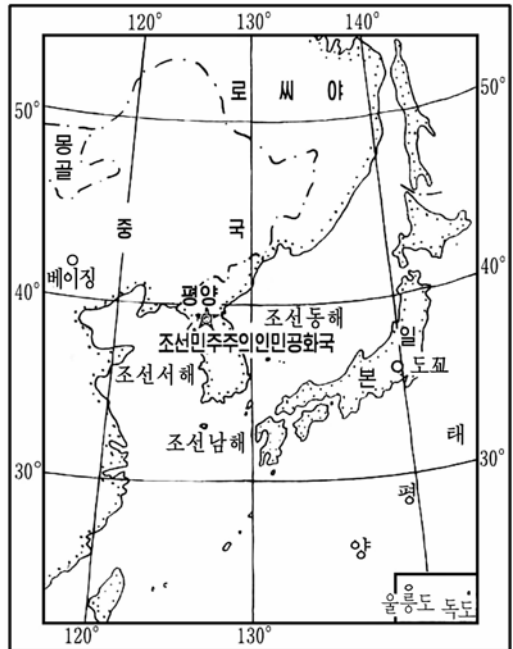 120° 130° 140°
로 씨 야
50° 50°
몽골
중 국
베이징
40° 평양 40°
조선동해
조선민주주의인민공화국
일본
도꾜
조선서해
조선남해
30° 30°
태평양
울릉도 독도
120° 130°